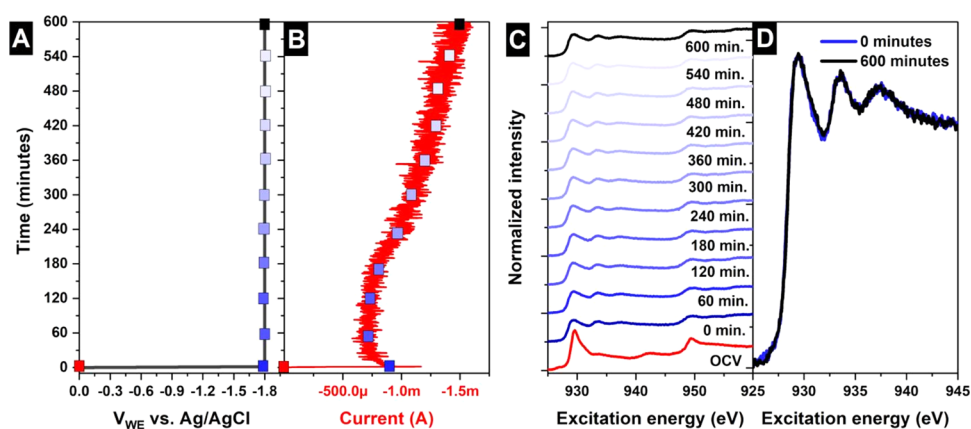 A
B
C
D
Time (minutes)
600
540
480
420
360
300
240
180
120
60
0
0.0 -0.3 -0.6 -0.9 -1.2 -1.5 -1.8
V_WE vs. Ag/AgCl
-500.0µ -1.0m -1.5m
Current (A)
Normalized intensity
600 min.
540 min.
480 min.
420 min.
360 min.
300 min.
240 min.
180 min.
120 min.
60 min.
0 min.
OCV
930 940 950
Excitation energy (eV)
0 minutes
600 minutes
925 930 935 940 945
Excitation energy (eV)